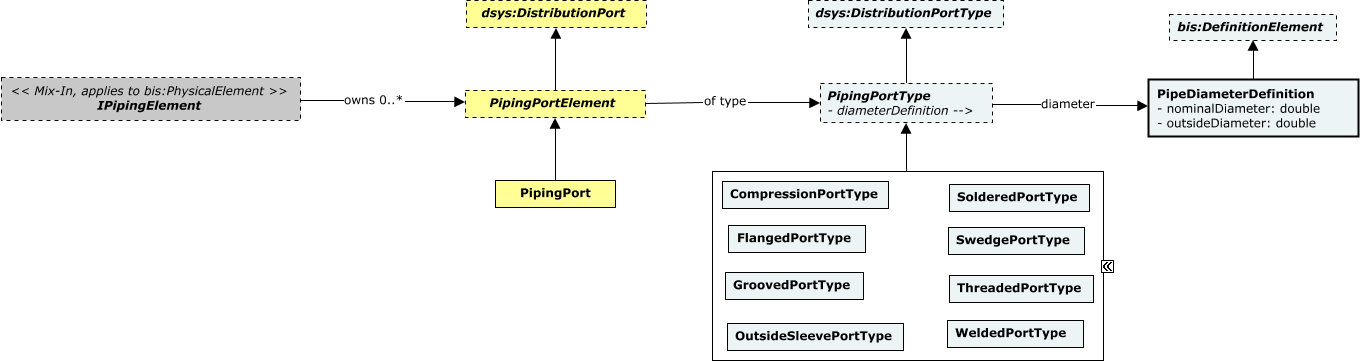 dsys:DistributionPort
dsys:DistributionPortType
bis:DefinitionElement
<< Mix-In, applies to bis:PhysicalElement >>
IPipingElement
owns 0..*
PipingPortElement
of type
PipingPortType
- diameterDefinition -->
diameter
PipeDiameterDefinition
- nominalDiameter: double
- outsideDiameter: double
PipingPort
CompressionPortType
SolderedPortType
FlangedPortType
SwedgePortType
GroovedPortType
ThreadedPortType
OutsideSleevePortType
WeldedPortType